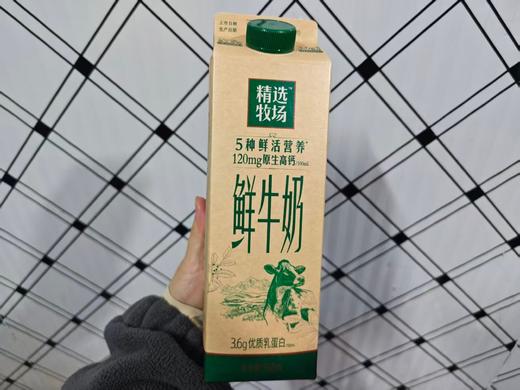 精选
牧场
5种鲜活营养
120mg原生高钙/100mL
鲜牛奶
3.6g优质乳蛋白